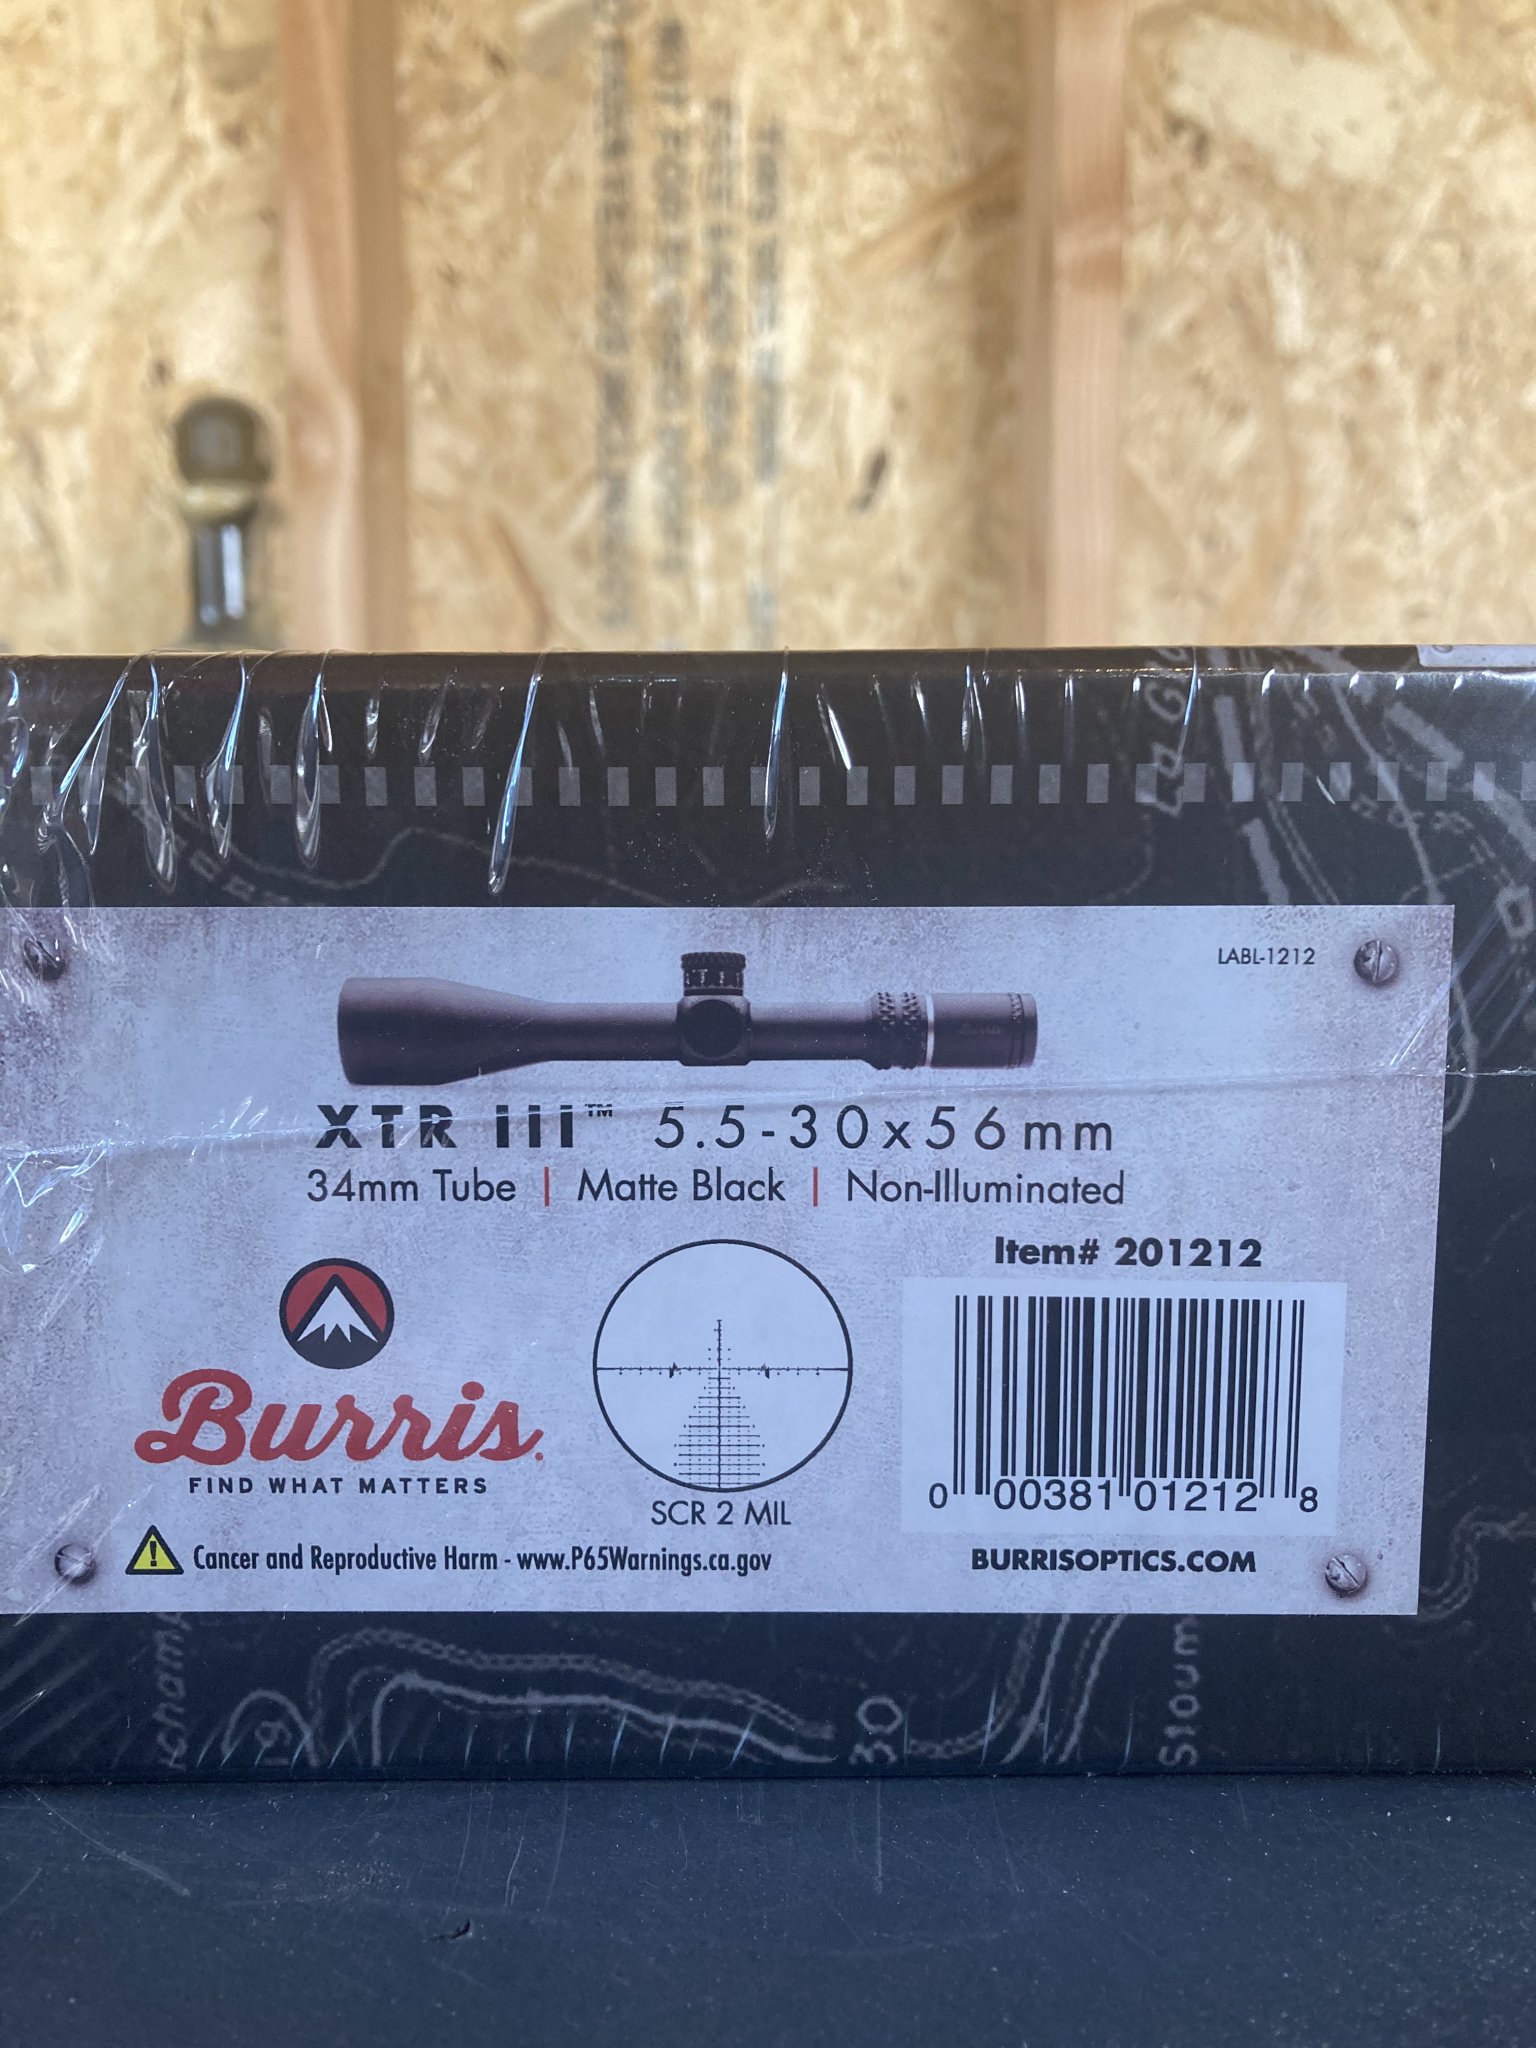 LABL-1212
XTR III™ 5.5-30x56mm
34mm Tube | Matte Black | Non-Illuminated
Item# 201212
Burris
FIND WHAT MATTERS
SCR 2 MIL
0 00381 01212 8
Cancer and Reproductive Harm - www.P65Warnings.ca.gov
BURRISOPTICS.COM
30